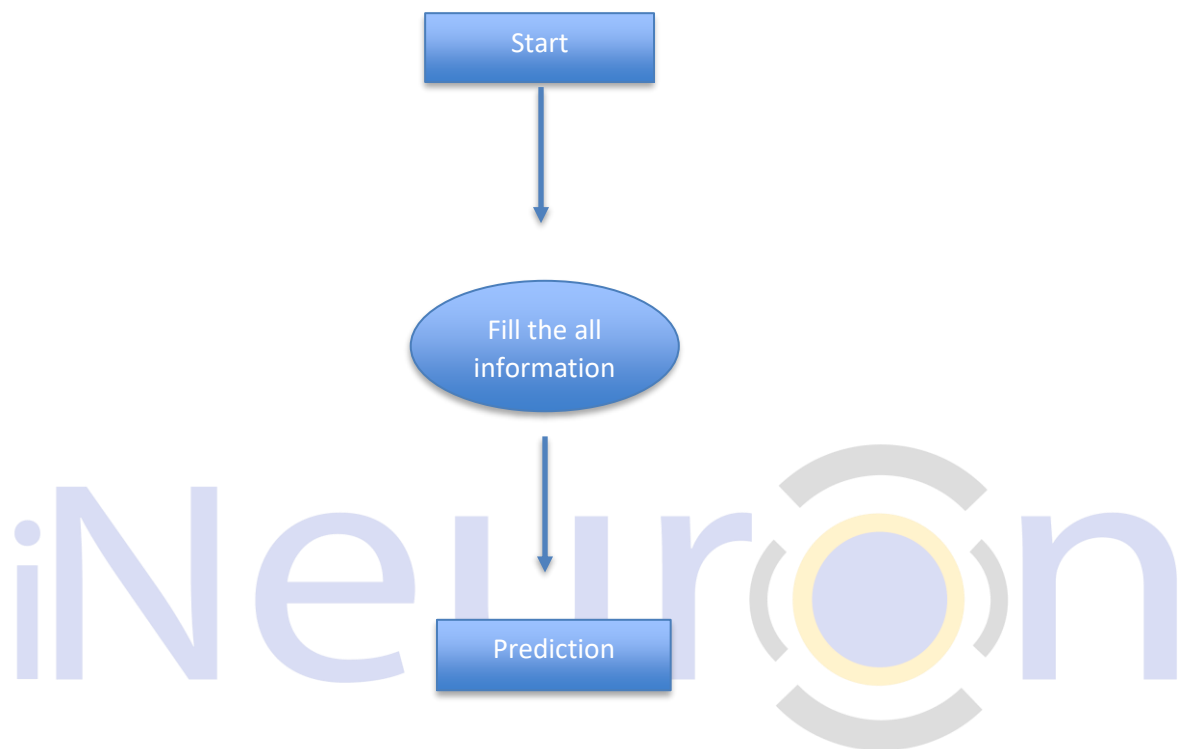 Start
Fill the all
information
iNeuron
Prediction